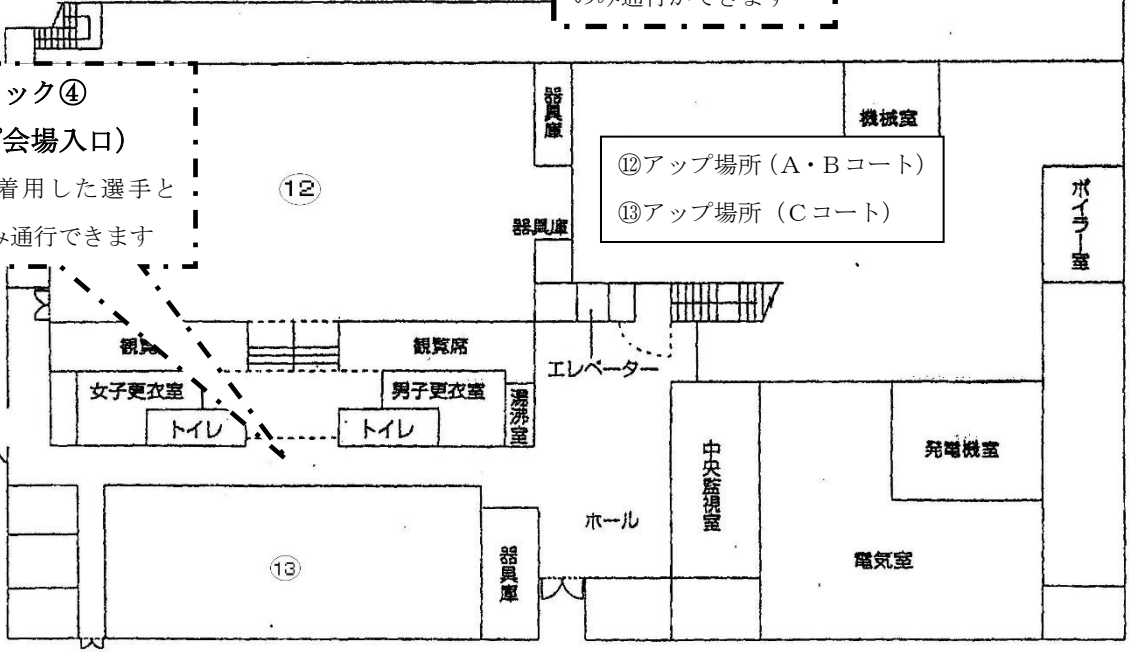 のみ通行ができます
ック④
会場入口）
着用した選手と
み通行できます
⑫
器具庫
機械室
⑫アップ場所（A・Bコート）
⑬アップ場所（Cコート）
ボイラー室
器具庫
観覧
観覧席
エレベーター
女子更衣室
男子更衣室
湯沸室
トイレ
トイレ
中央監視室
発電機室
ホール
⑬
器具庫
電気室